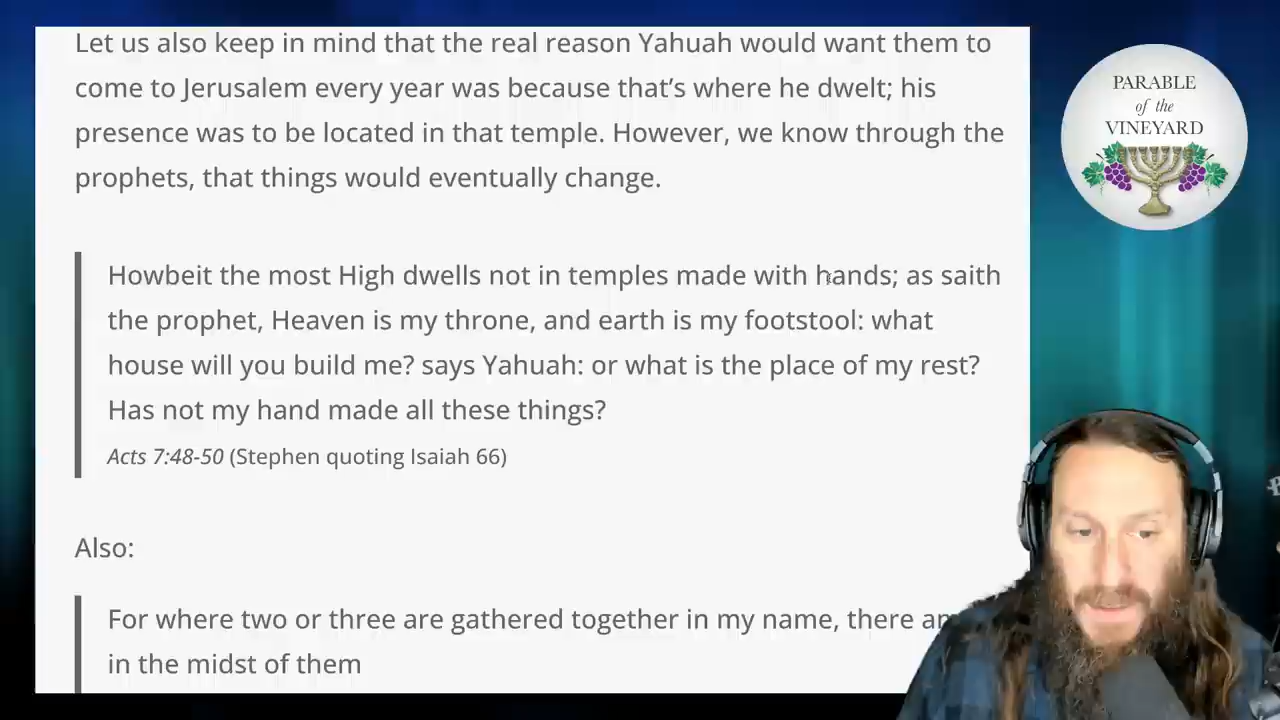 Let us also keep in mind that the real reason Yahuah would want them to
come to Jerusalem every year was because that’s where he dwelt; his
presence was to be located in that temple. However, we know through the
prophets, that things would eventually change.
Howbeit the most High dwells not in temples made with hands; as saith
the prophet, Heaven is my throne, and earth is my footstool: what
house will you build me? says Yahuah: or what is the place of my rest?
Has not my hand made all these things?
Acts 7:48-50 (Stephen quoting Isaiah 66)
Also:
For where two or three are gathered together in my name, there
in the midst of them
PARABLE
of the
VINEYARD